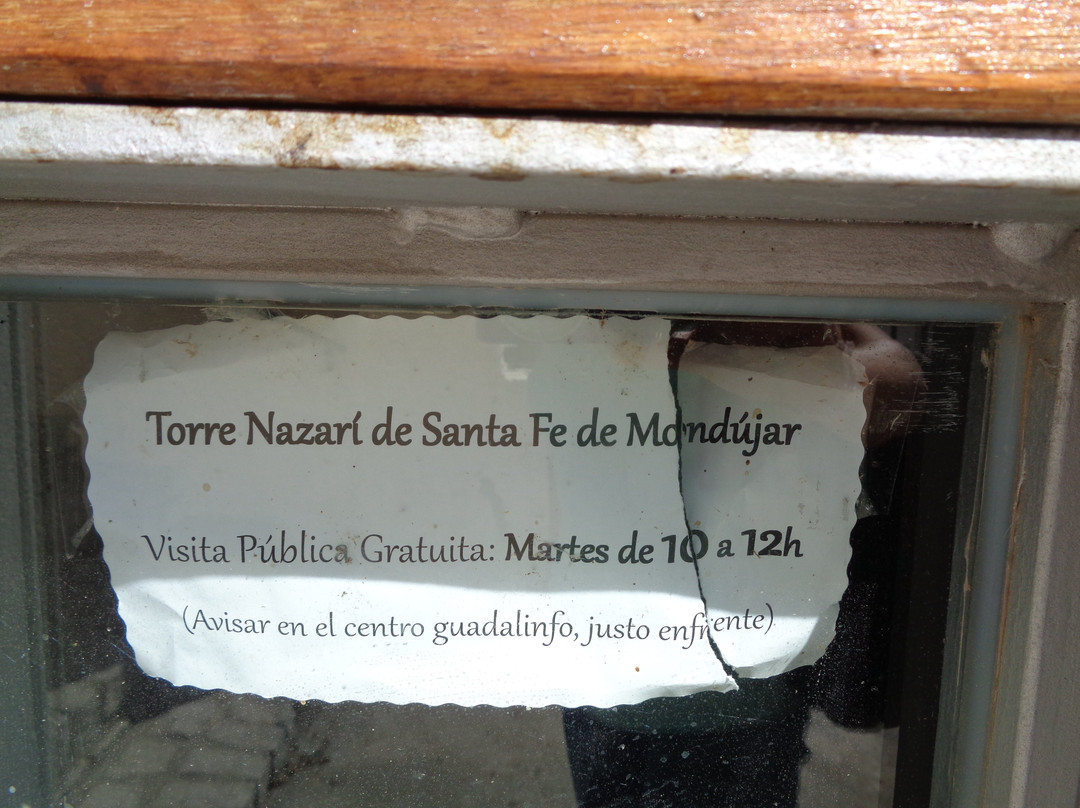 Torre Nazarí de Santa Fe de Mondújar
Visita Pública Gratuita: Martes de 10 a 12h
(Avisar en el centro guadalinfo, justo enfrente)